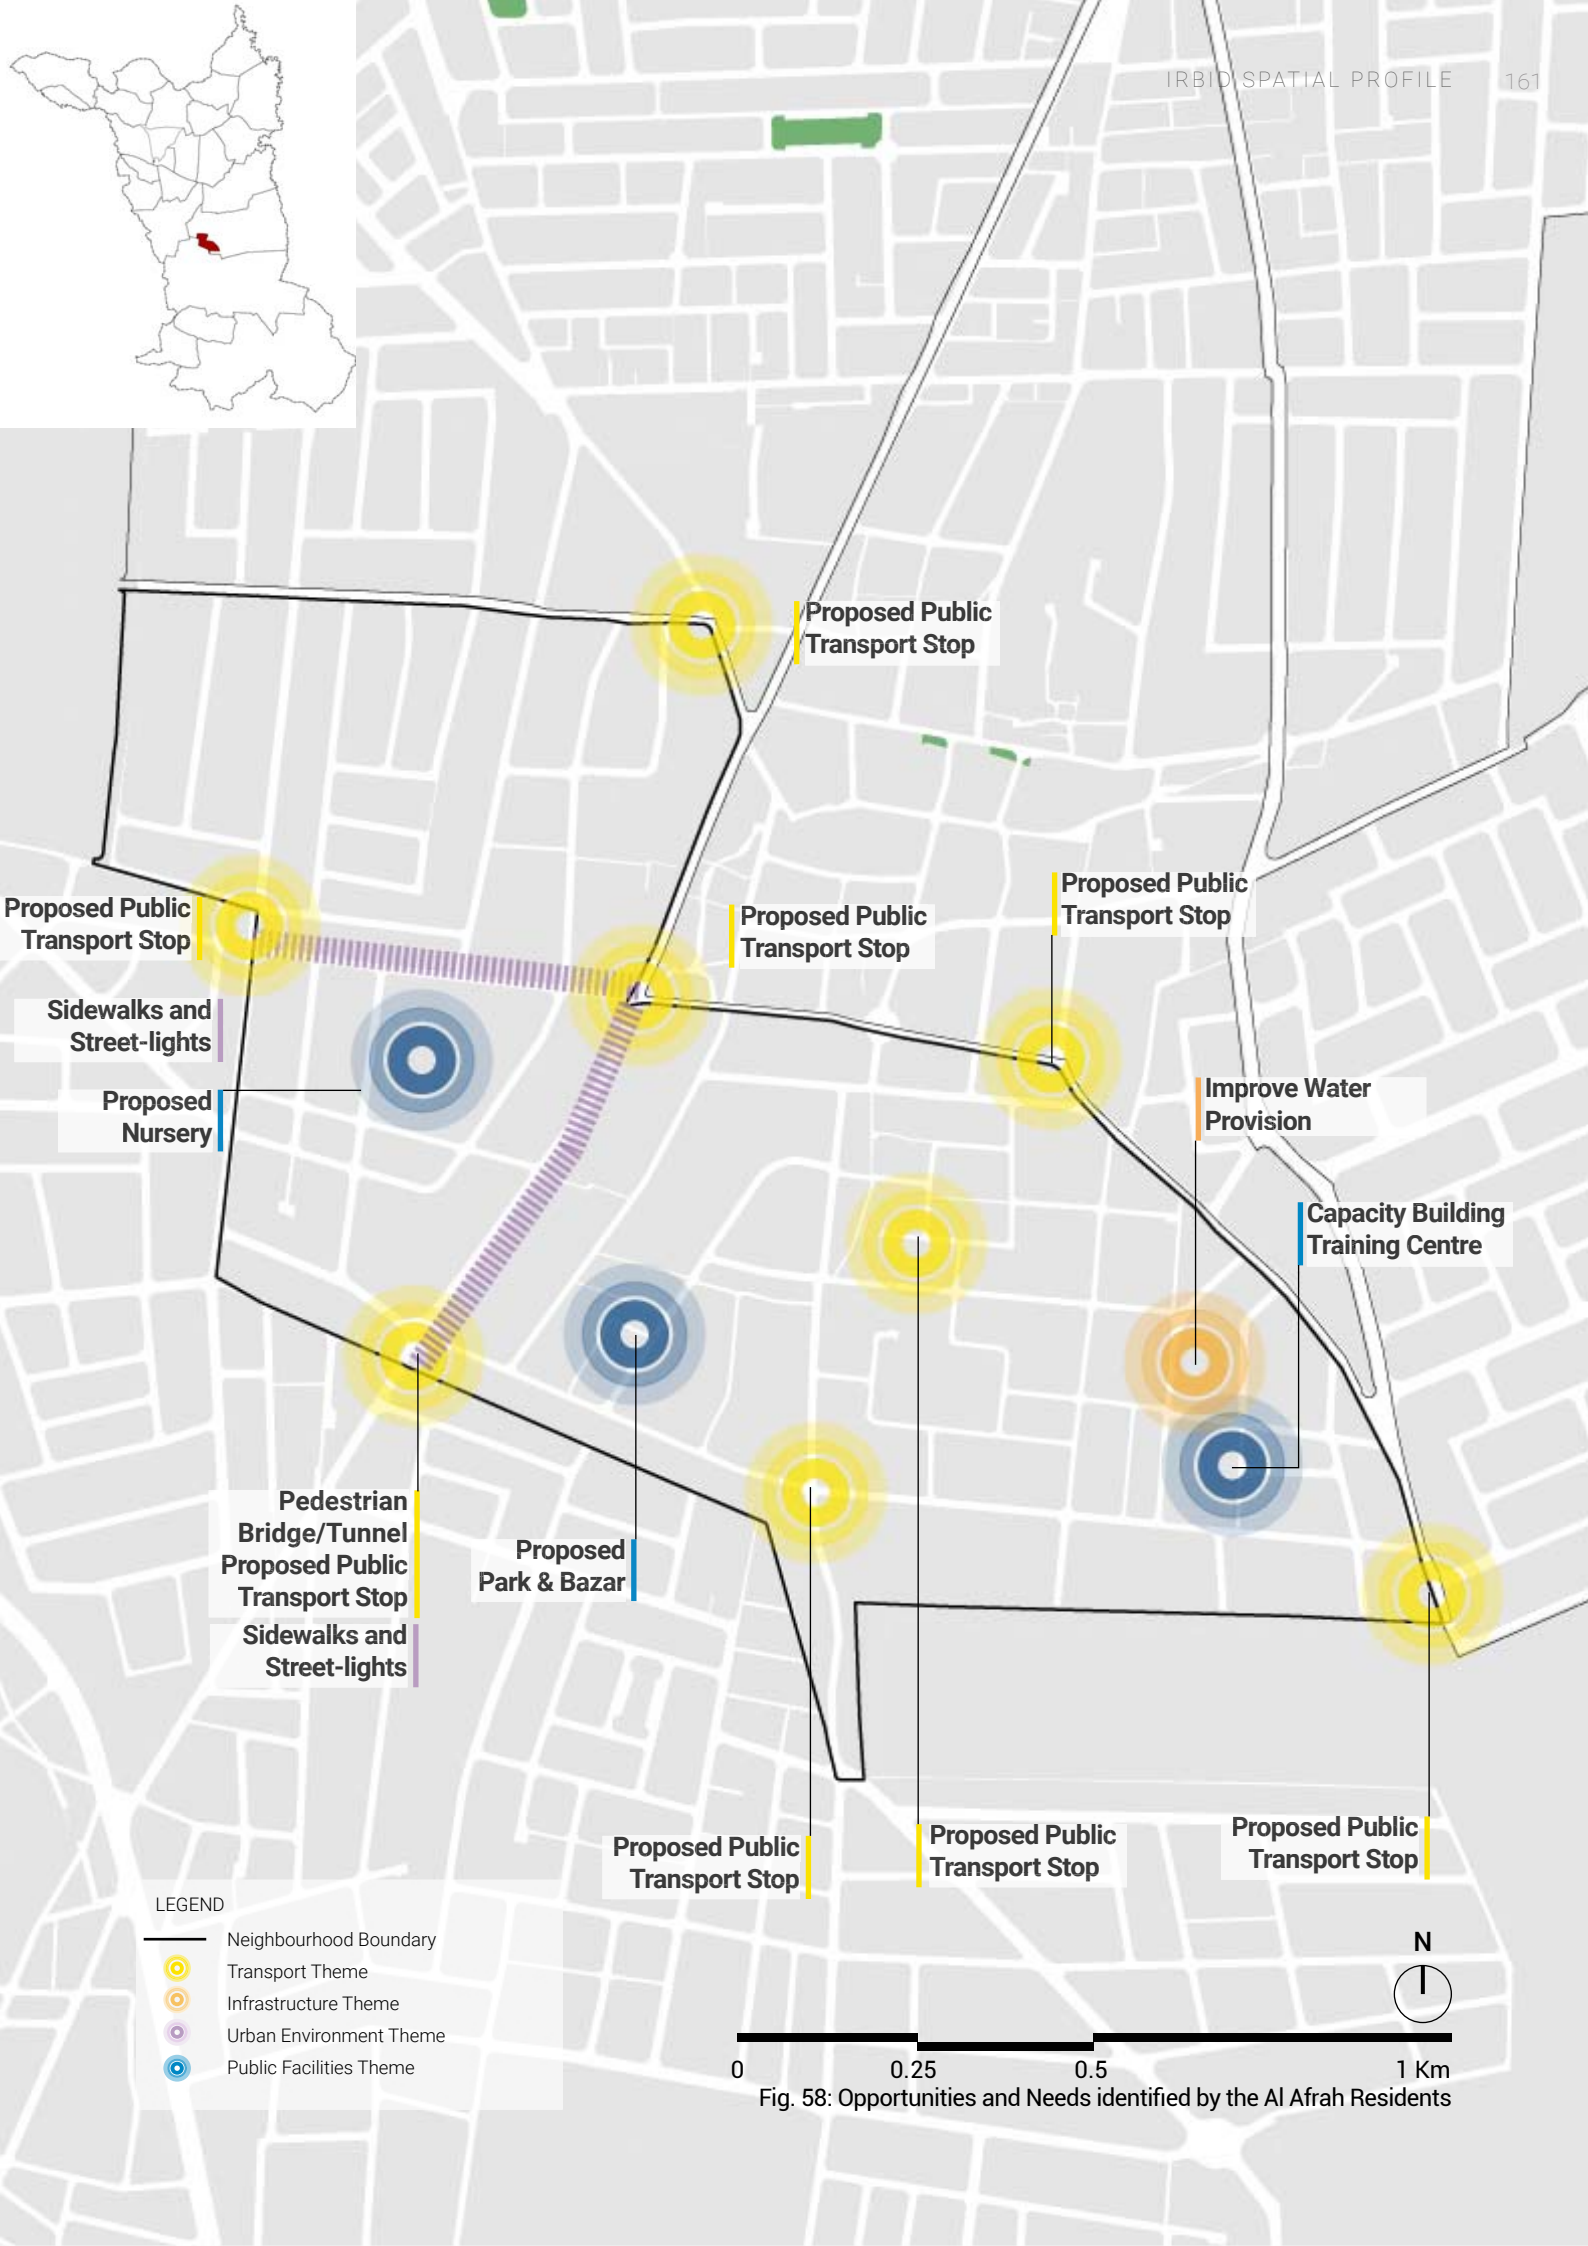 IRBID SPATIAL PROFILE 161
Proposed Public
Transport Stop
Proposed Public
Transport Stop
Proposed Public
Transport Stop
Proposed Public
Transport Stop
Sidewalks and
Street-lights
Proposed
Nursery
Improve Water
Provision
Capacity Building
Training Centre
Pedestrian
Bridge/Tunnel
Proposed Public
Transport Stop
Sidewalks and
Street-lights
Proposed
Park & Bazar
Proposed Public
Transport Stop
Proposed Public
Transport Stop
Proposed Public
Transport Stop
LEGEND
Neighbourhood Boundary
Transport Theme
Infrastructure Theme
Urban Environment Theme
Public Facilities Theme
N
0 0.25 0.5 1 Km
Fig. 58: Opportunities and Needs identified by the Al Afrah Residents